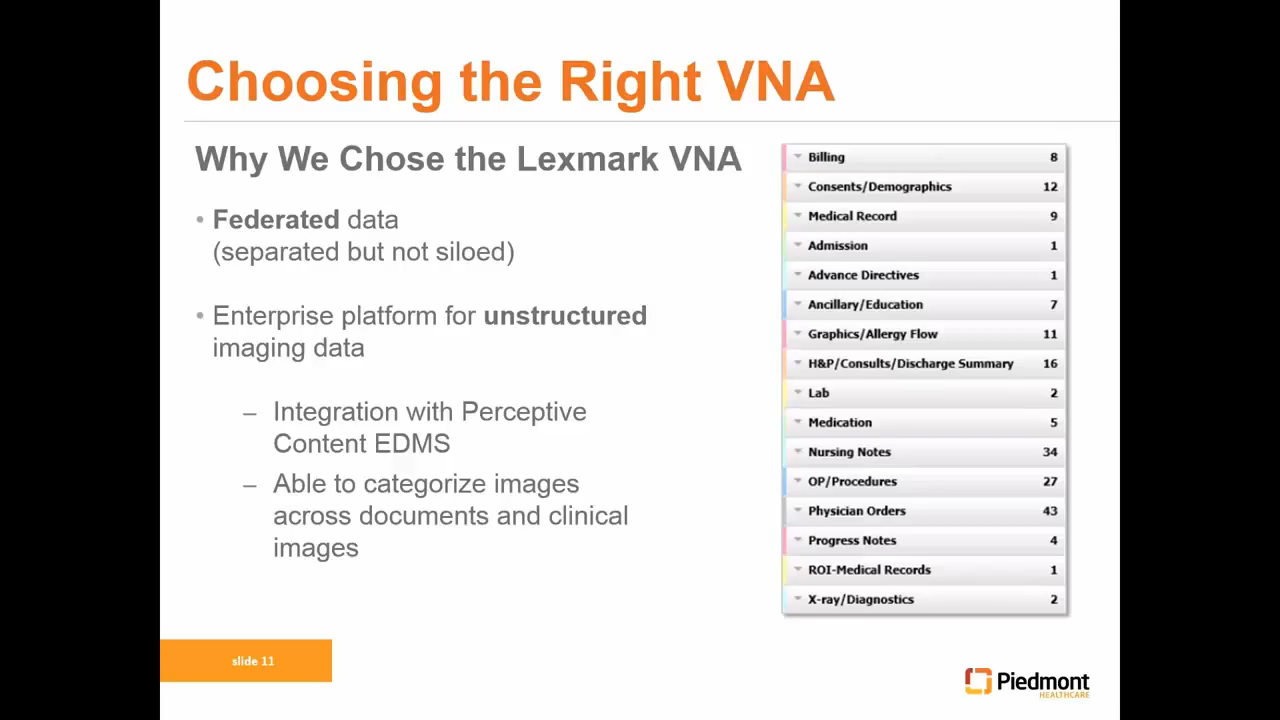 Choosing the Right VNA
Why We Chose the Lexmark VNA
• Federated data
(separated but not siloed)
• Enterprise platform for unstructured
imaging data
– Integration with Perceptive
Content EDMS
– Able to categorize images
across documents and clinical
images
Billing 8
Consents/Demographics 12
Medical Record 9
Admission 1
Advance Directives 1
Ancillary/Education 7
Graphics/Allergy Flow 11
H&P/Consults/Discharge Summary 16
Lab 2
Medication 5
Nursing Notes 34
OP/Procedures 27
Physician Orders 43
Progress Notes 4
ROI-Medical Records 1
X-ray/Diagnostics 2
slide 11
Piedmont
HEALTHCARE